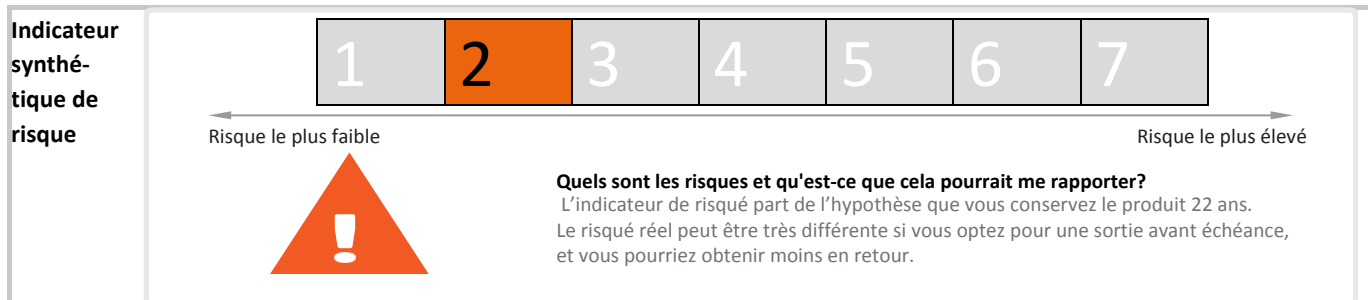 Indicateur
synthé-
tique de
risque
1 2 3 4 5 6 7
Risque le plus faible Risque le plus élevé
!
Quels sont les risques et qu'est-ce que cela pourrait me rapporter?
L’indicateur de risqué part de l’hypothèse que vous conservez le produit 22 ans.
Le risqué réel peut être très différente si vous optez pour une sortie avant échéance,
et vous pourriez obtenir moins en retour.